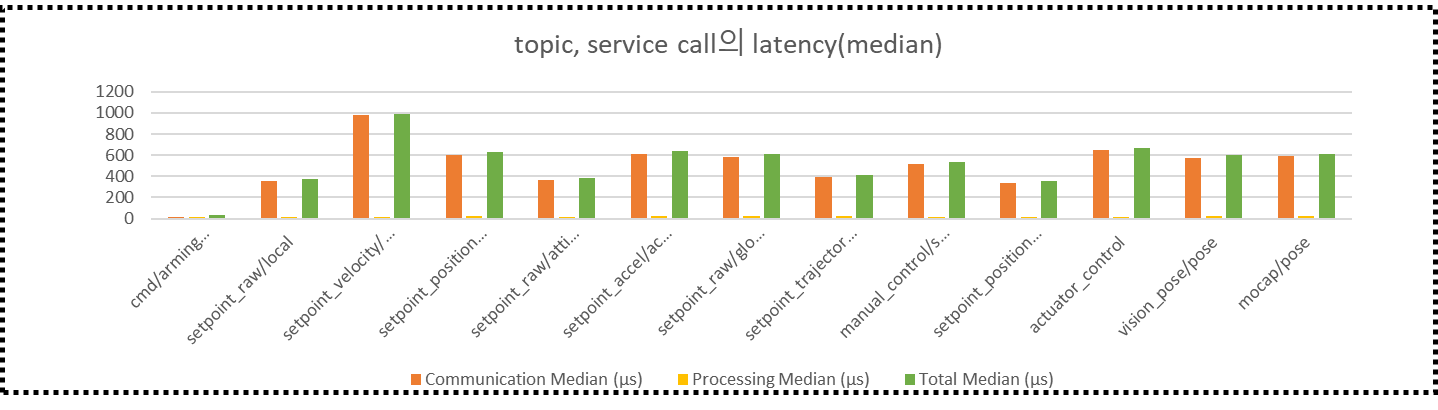 topic, service call의 latency(median)
1200
1000
800
600
400
200
0
cmd/arming...
setpoint_raw/local
setpoint_velocity/...
setpoint_position...
setpoint_raw/atti...
setpoint_accel/ac...
setpoint_raw/glo...
setpoint_trajector...
manual_control/s...
setpoint_position...
actuator_control
vision_pose/pose
mocap/pose
Communication Median (μs) Processing Median (μs) Total Median (μs)